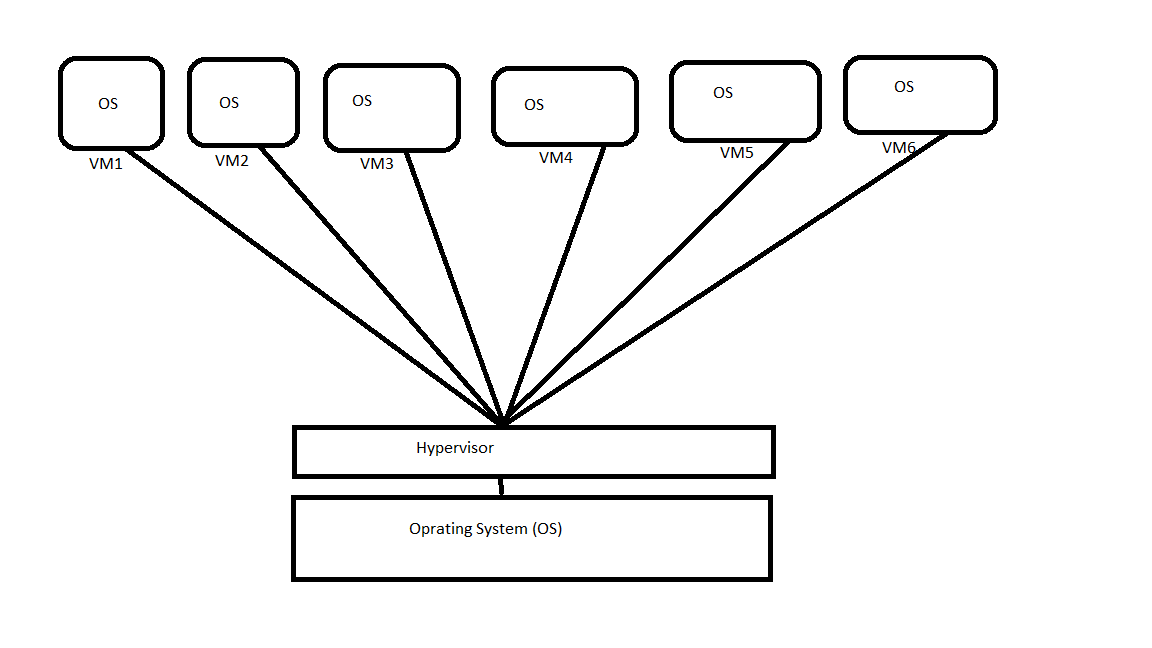 OS
OS
OS
OS
OS
OS
VM1
VM2
VM3
VM4
VM5
VM6
Hypervisor
Oprating System (OS)